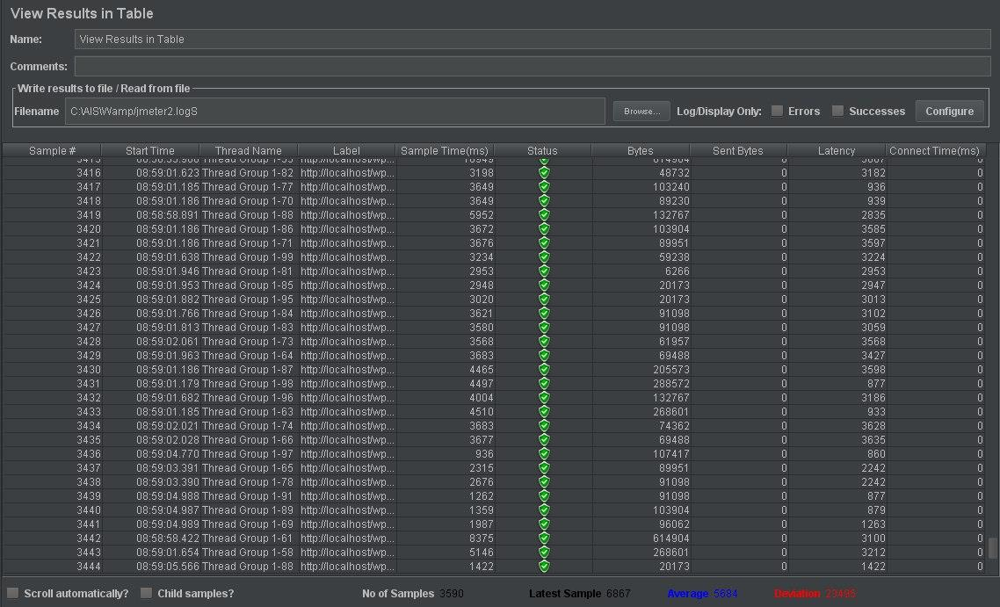 View Results in Table
Name: View Results in Table
Comments:
Write results to file / Read from file
Filename C:\AIS\Wamp/jmeter2.logS Browse... Log/Display Only: Errors Successes Configure
Sample # Start Time Thread Name Label Sample Time(ms) Status Bytes Sent Bytes Latency Connect Time(ms)
3416 08:59:01.623 Thread Group 1-82 http://localhost/wp... 3198 48732 0 3182 0
3417 08:59:01.185 Thread Group 1-77 http://localhost/wp... 3649 103240 0 936 0
3418 08:59:01.186 Thread Group 1-70 http://localhost/wp... 3649 89230 0 939 0
3419 08:58:58.891 Thread Group 1-88 http://localhost/wp... 5952 132767 0 2835 0
3420 08:59:01.186 Thread Group 1-86 http://localhost/wp... 3672 103904 0 3585 0
3421 08:59:01.186 Thread Group 1-71 http://localhost/wp... 3676 89951 0 3597 0
3422 08:59:01.638 Thread Group 1-99 http://localhost/wp... 3234 59238 0 3224 0
3423 08:59:01.946 Thread Group 1-81 http://localhost/wp... 2953 6266 0 2953 0
3424 08:59:01.953 Thread Group 1-85 http://localhost/wp... 2948 20173 0 2947 0
3425 08:59:01.882 Thread Group 1-95 http://localhost/wp... 3020 20173 0 3013 0
3426 08:59:01.766 Thread Group 1-84 http://localhost/wp... 3621 91098 0 3102 0
3427 08:59:01.813 Thread Group 1-83 http://localhost/wp... 3580 91098 0 3059 0
3428 08:59:02.061 Thread Group 1-73 http://localhost/wp... 3568 61957 0 3568 0
3429 08:59:01.963 Thread Group 1-64 http://localhost/wp... 3683 69488 0 3427 0
3430 08:59:01.186 Thread Group 1-87 http://localhost/wp... 4465 205573 0 3598 0
3431 08:59:01.179 Thread Group 1-98 http://localhost/wp... 4497 288572 0 877 0
3432 08:59:01.682 Thread Group 1-96 http://localhost/wp... 4004 132767 0 3186 0
3433 08:59:01.185 Thread Group 1-63 http://localhost/wp... 4510 268601 0 933 0
3434 08:59:02.021 Thread Group 1-74 http://localhost/wp... 3683 74362 0 3628 0
3435 08:59:02.028 Thread Group 1-66 http://localhost/wp... 3677 69488 0 3635 0
3436 08:59:04.770 Thread Group 1-97 http://localhost/wp... 936 107417 0 860 0
3437 08:59:03.391 Thread Group 1-65 http://localhost/wp... 2315 89951 0 2242 0
3438 08:59:03.390 Thread Group 1-78 http://localhost/wp... 2676 91098 0 2242 0
3439 08:59:04.988 Thread Group 1-91 http://localhost/wp... 1262 91098 0 877 0
3440 08:59:04.987 Thread Group 1-89 http://localhost/wp... 1359 103904 0 879 0
3441 08:59:04.989 Thread Group 1-69 http://localhost/wp... 1987 96062 0 1263 0
3442 08:58:58.422 Thread Group 1-61 http://localhost/wp... 8375 614904 0 3100 0
3443 08:59:01.654 Thread Group 1-58 http://localhost/wp... 5146 268601 0 3212 0
3444 08:59:05.566 Thread Group 1-88 http://localhost/wp... 1422 20173 0 1422 0
Scroll automatically? Child samples? No of Samples 3590 Latest Sample 6867 Average 5684 Deviation 23495